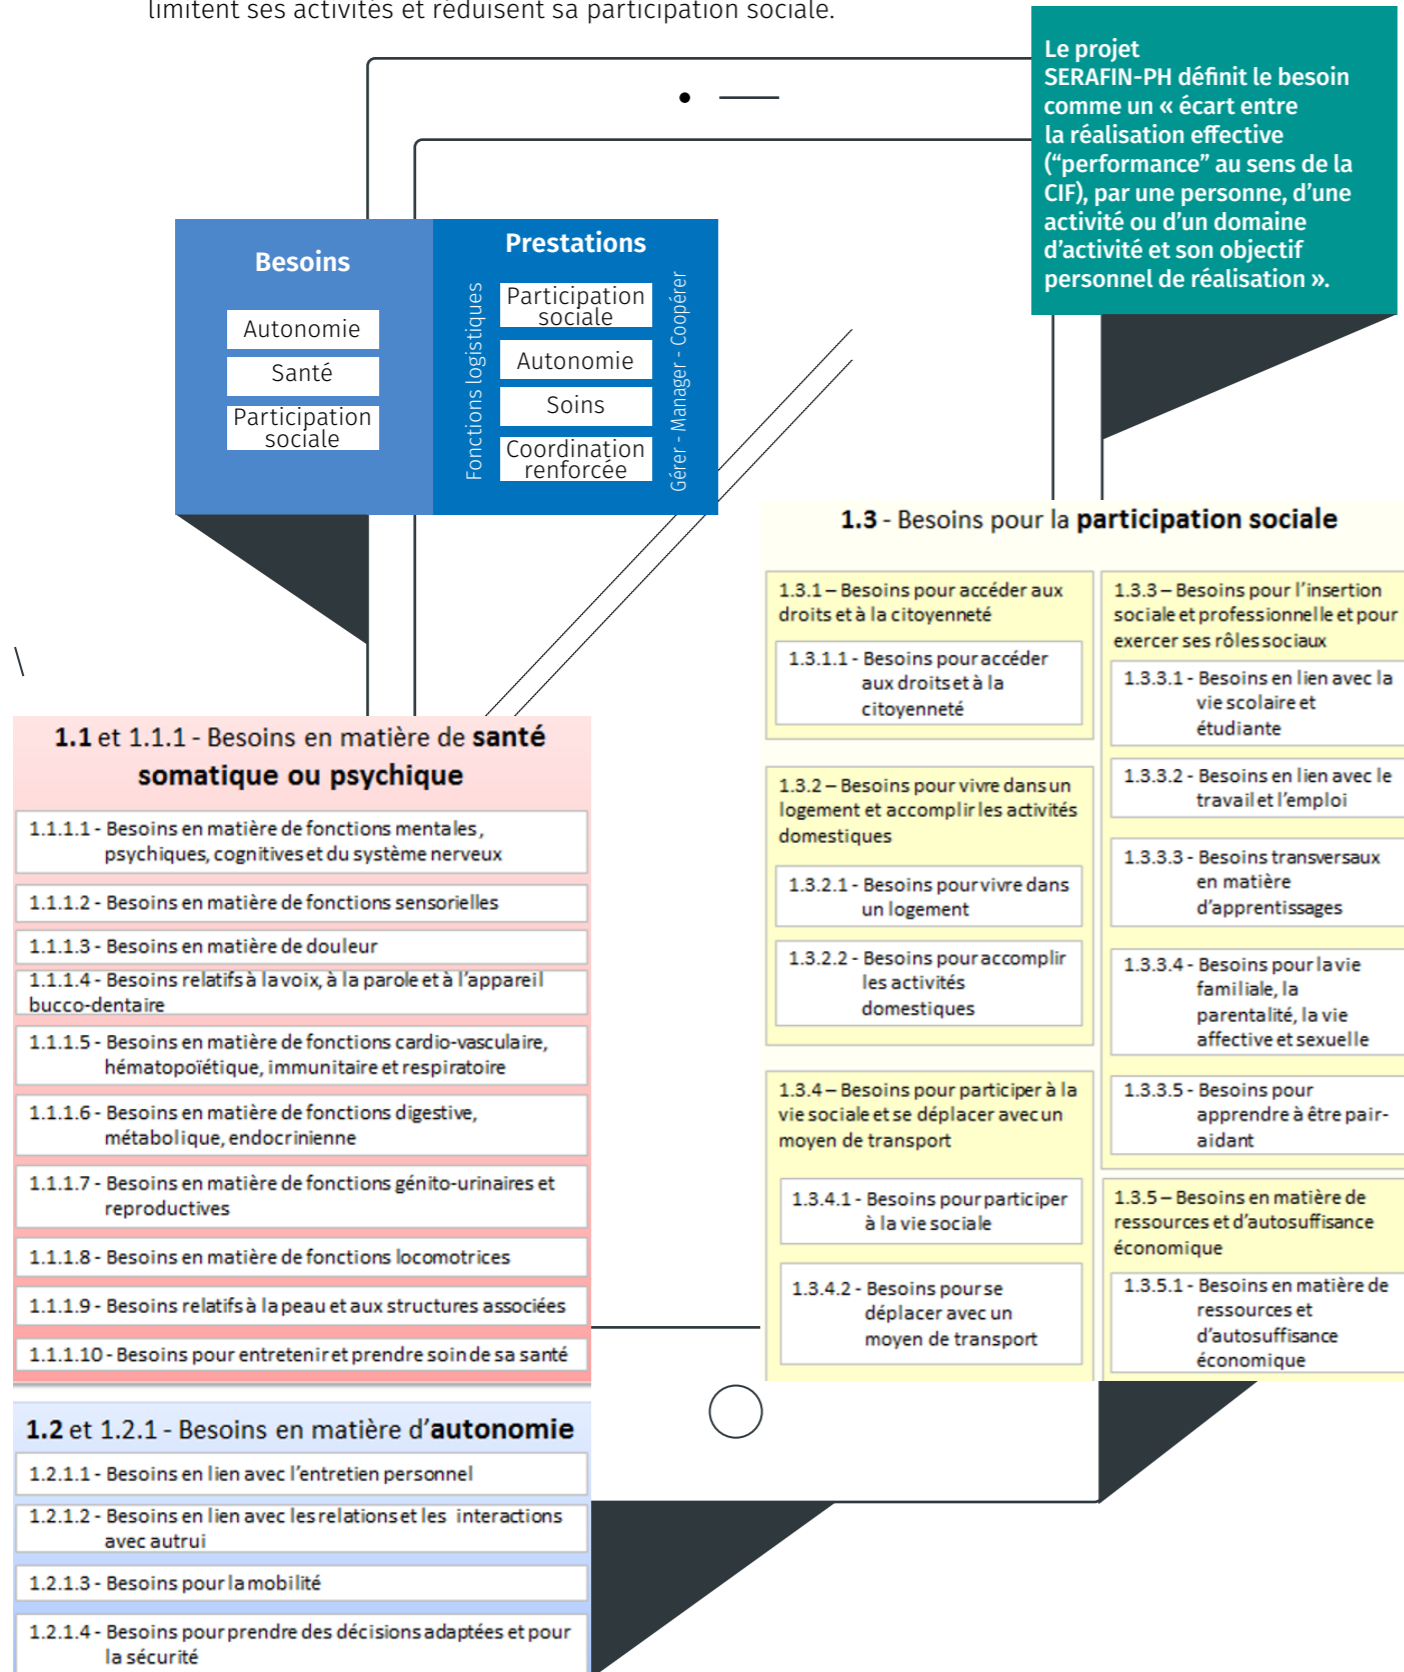 limitent ses activités et réduisent sa participation sociale.
Le projet
SERAFIN-PH définit le besoin
comme un « écart entre
la réalisation effective
(“performance” au sens de la
CIF), par une personne, d’une
activité ou d’un domaine
d’activité et son objectif
personnel de réalisation ».
Besoins
Autonomie
Santé
Participation
sociale
Prestations
Fonctions logistiques
Participation
sociale
Autonomie
Soins
Coordination
renforcée
Gérer - Manager - Coopérer
1.1 et 1.1.1 - Besoins en matière de santé
somatique ou psychique
1.1.1.1 - Besoins en matière de fonctions mentales,
psychiques, cognitives et du système nerveux
1.1.1.2 - Besoins en matière de fonctions sensorielles
1.1.1.3 - Besoins en matière de douleur
1.1.1.4 - Besoins relatifs à la voix, à la parole et à l’appareil
bucco-dentaire
1.1.1.5 - Besoins en matière de fonctions cardio-vasculaire,
hématopoïétique, immunitaire et respiratoire
1.1.1.6 - Besoins en matière de fonctions digestive,
métabolique, endocrinienne
1.1.1.7 - Besoins en matière de fonctions génito-urinaires et
reproductives
1.1.1.8 - Besoins en matière de fonctions locomotrices
1.1.1.9 - Besoins relatifs à la peau et aux structures associées
1.1.1.10 - Besoins pour entretenir et prendre soin de sa santé
1.2 et 1.2.1 - Besoins en matière d’autonomie
1.2.1.1 - Besoins en lien avec l’entretien personnel
1.2.1.2 - Besoins en lien avec les relations et les interactions
avec autrui
1.2.1.3 - Besoins pour la mobilité
1.2.1.4 - Besoins pour prendre des décisions adaptées et pour
la sécurité
1.3 - Besoins pour la participation sociale
1.3.1 – Besoins pour accéder aux
droits et à la citoyenneté
1.3.1.1 - Besoins pour accéder
aux droits et à la
citoyenneté
1.3.2 – Besoins pour vivre dans un
logement et accomplir les activités
domestiques
1.3.2.1 - Besoins pour vivre dans
un logement
1.3.2.2 - Besoins pour accomplir
les activités
domestiques
1.3.4 – Besoins pour participer à la
vie sociale et se déplacer avec un
moyen de transport
1.3.4.1 - Besoins pour participer
à la vie sociale
1.3.4.2 - Besoins pour se
déplacer avec un
moyen de transport
1.3.3 – Besoins pour l’insertion
sociale et professionnelle et pour
exercer ses rôles sociaux
1.3.3.1 - Besoins en lien avec la
vie scolaire et
étudiante
1.3.3.2 - Besoins en lien avec le
travail et l’emploi
1.3.3.3 - Besoins transversaux
en matière
d’apprentissages
1.3.3.4 - Besoins pour la vie
familiale, la
parentalité, la vie
affective et sexuelle
1.3.3.5 - Besoins pour
apprendre à être pair-
aidant
1.3.5 – Besoins en matière de
ressources et d’autosuffisance
économique
1.3.5.1 - Besoins en matière de
ressources et
d’autosuffisance
économique